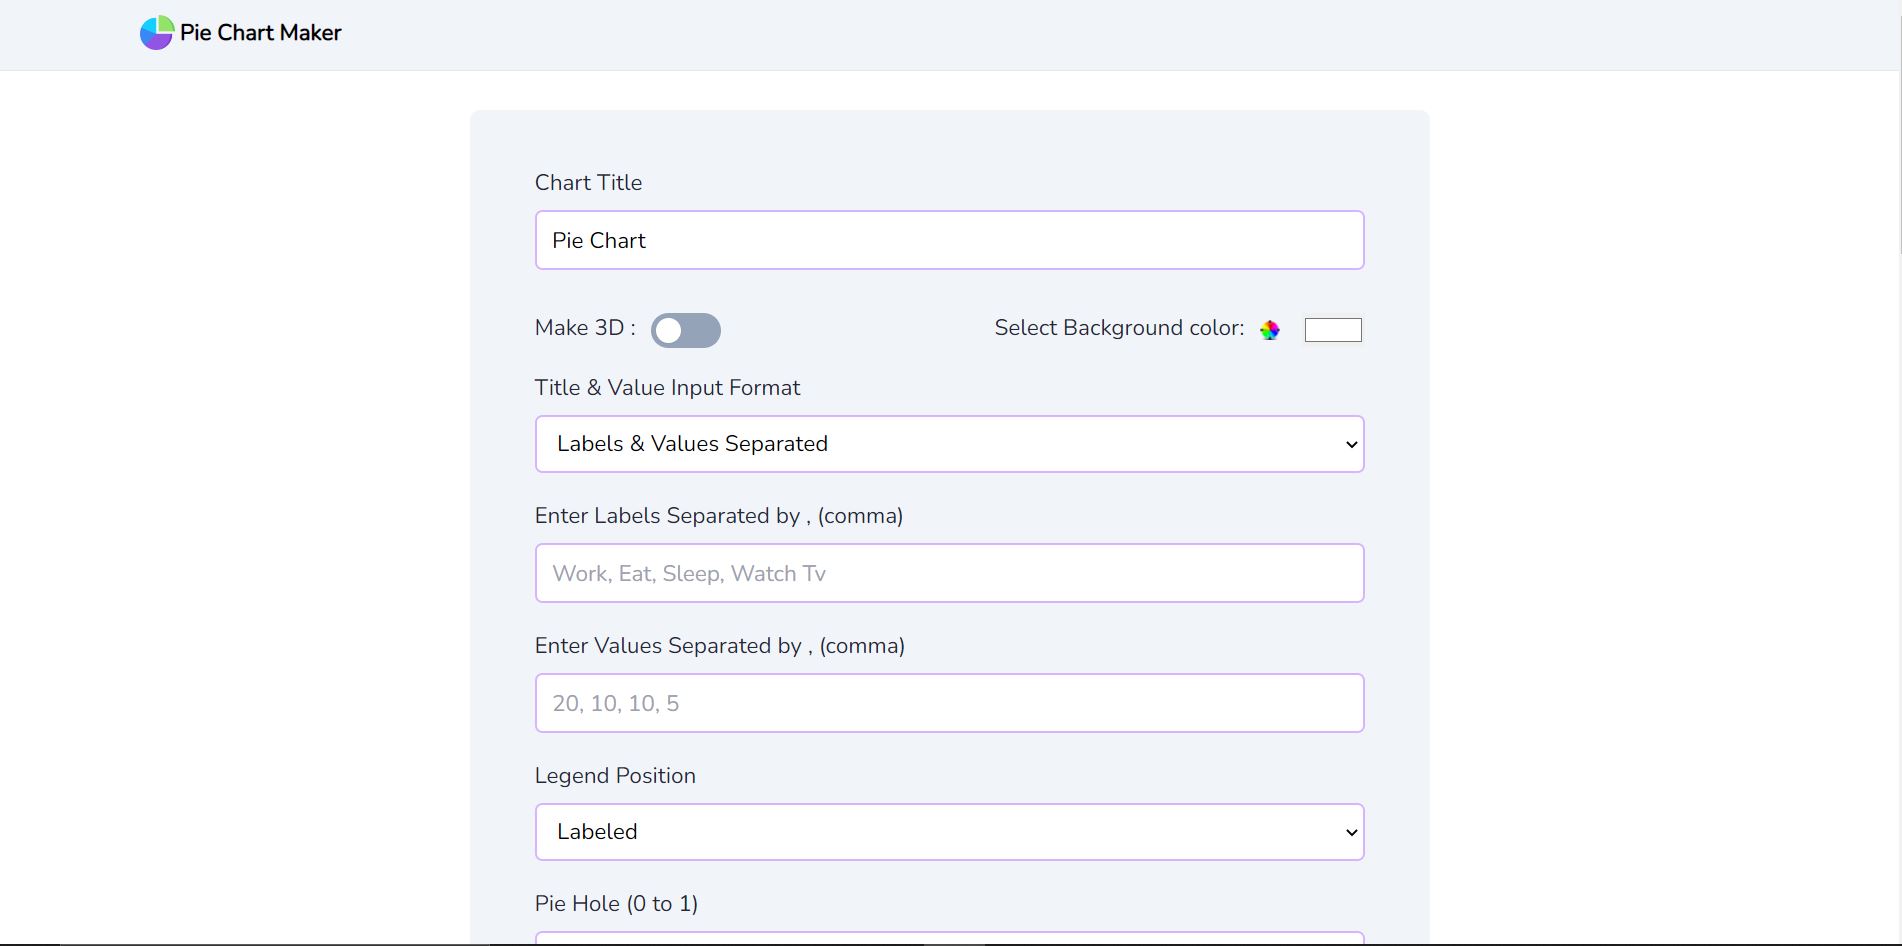 Pie Chart Maker
Chart Title
Pie Chart
Make 3D :
Select Background color:
Title & Value Input Format
Labels & Values Separated
Enter Labels Separated by , (comma)
Work, Eat, Sleep, Watch Tv
Enter Values Separated by , (comma)
20, 10, 10, 5
Legend Position
Labeled
Pie Hole (0 to 1)